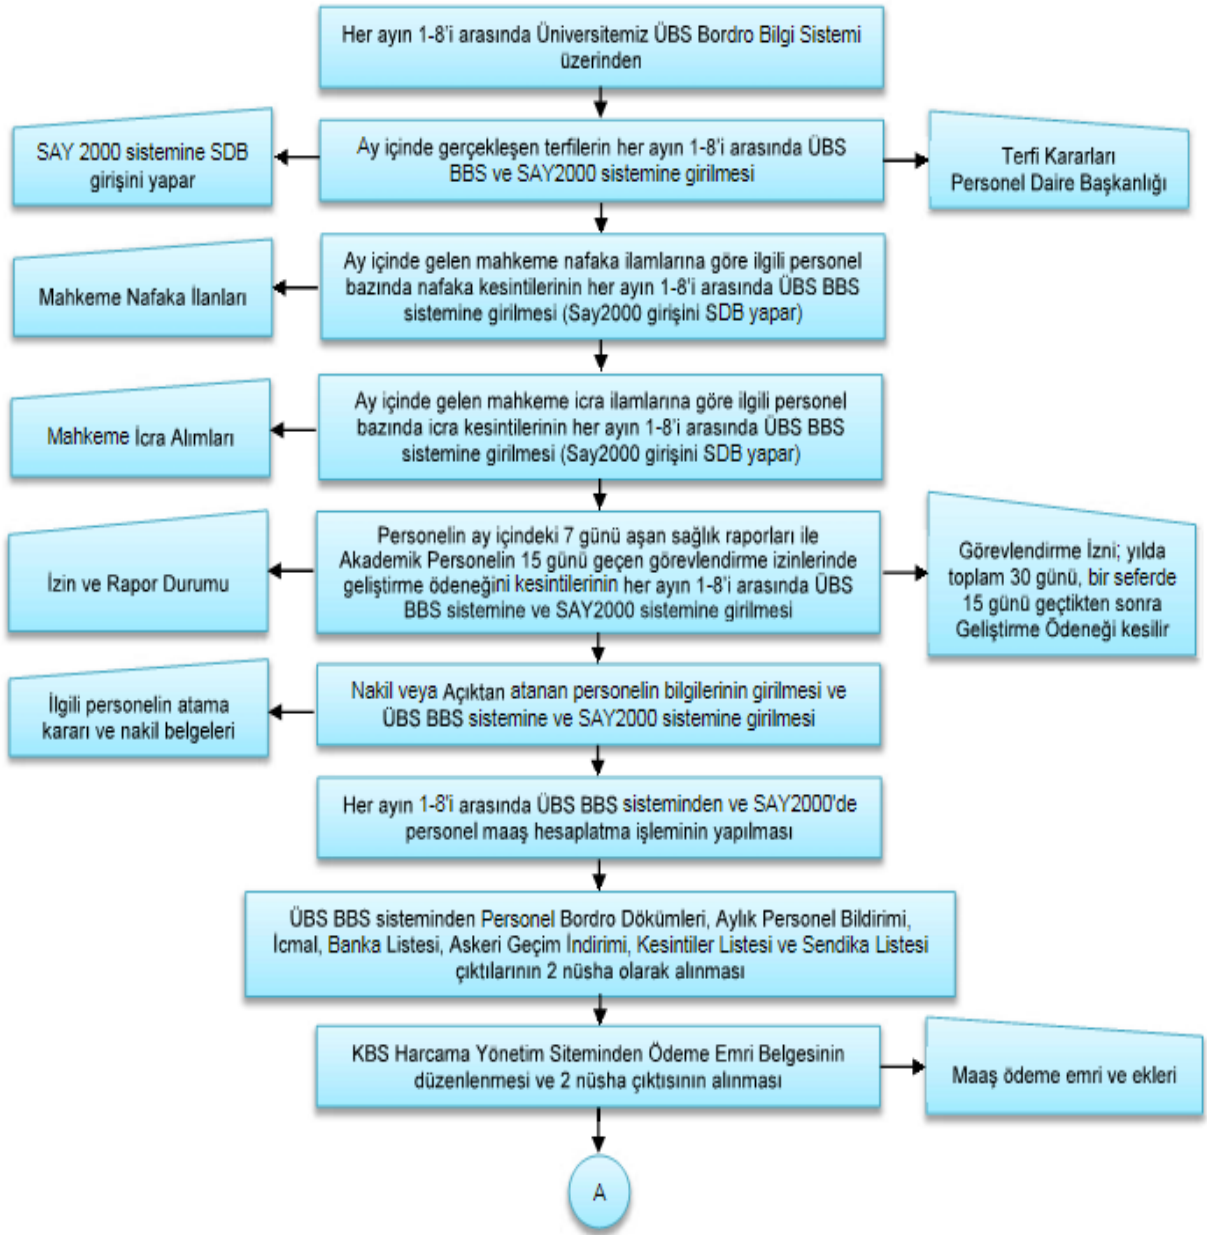 Her ayın 1-8'i arasında Üniversitemiz ÜBS Bordro Bilgi Sistemi
üzerinden
SAY 2000 sistemine SDB
girişini yapar
Ay içinde gerçekleşen terfilerin her ayın 1-8'i arasında ÜBS
BBS ve SAY2000 sistemine girilmesi
Terfi Kararları
Personel Daire Başkanlığı
Mahkeme Nafaka İlanları
Ay içinde gelen mahkeme nafaka ilamlarına göre ilgili personel
bazında nafaka kesintilerinin her ayın 1-8'i arasında ÜBS BBS
sistemine girilmesi (Say2000 girişini SDB yapar)
Mahkeme İcra Alımları
Ay içinde gelen mahkeme icra ilamlarına göre ilgili personel
bazında icra kesintilerinin her ayın 1-8'i arasında ÜBS BBS
sistemine girilmesi (Say2000 girişini SDB yapar)
İzin ve Rapor Durumu
Personelin ay içindeki 7 günü aşan sağlık raporları ile
Akademik Personelin 15 günü geçen görevlendirme izinlerinde
geliştirme ödeneğini kesintilerinin her ayın 1-8'i arasında ÜBS
BBS sistemine ve SAY2000 sistemine girilmesi
Görevlendirme İzni; yılda
toplam 30 günü, bir seferde
15 günü geçtikten sonra
Geliştirme Ödeneği kesilir
İlgili personelin atama
kararı ve nakil belgeleri
Nakil veya Açıktan atanan personelin bilgilerinin girilmesi ve
ÜBS BBS sistemine ve SAY2000 sistemine girilmesi
Her ayın 1-8'i arasında ÜBS BBS sisteminden ve SAY2000'de
personel maaş hesaplatma işleminin yapılması
ÜBS BBS sisteminden Personel Bordro Dökümleri, Aylık Personel Bildirimi,
İcmal, Banka Listesi, Askeri Geçim İndirimi, Kesintiler Listesi ve Sendika Listesi
çıktılarının 2 nüsha olarak alınması
KBS Harcama Yönetim Siteminden Ödeme Emri Belgesinin
düzenlenmesi ve 2 nüsha çıktısının alınması
Maaş ödeme emri ve ekleri
A